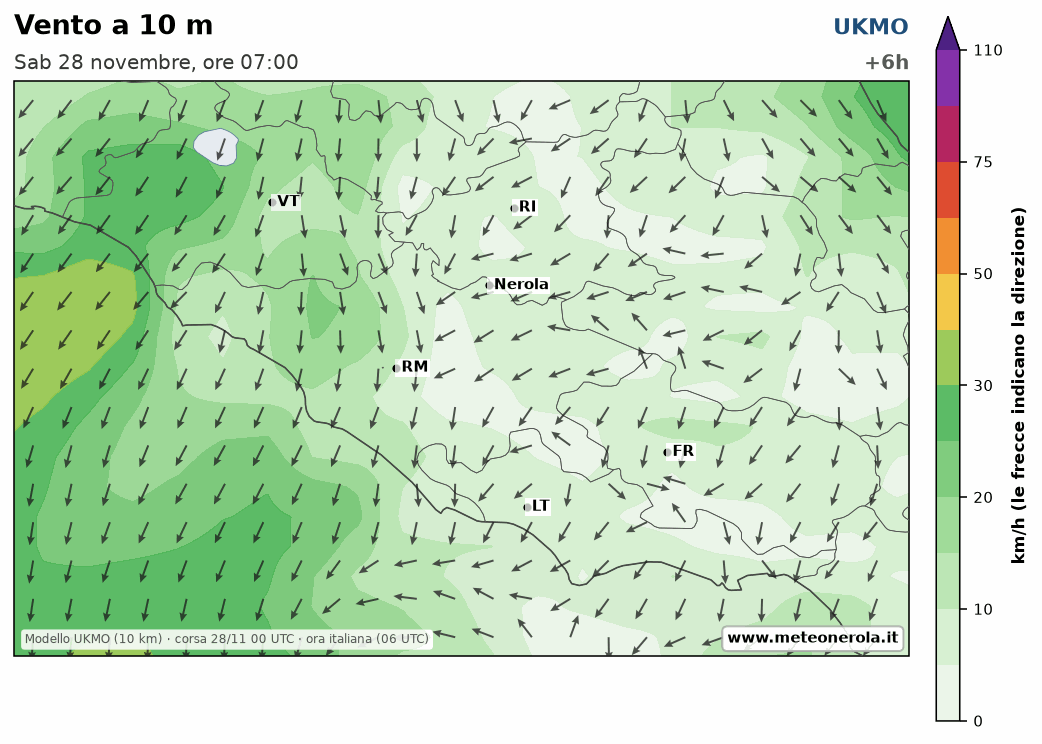 Vento a 10 m
UKMO
Sab 28 novembre, ore 07:00
+6h
VT
RI
Nerola
RM
FR
LT
Modello UKMO (10 km) · corsa 28/11 00 UTC · ora italiana (06 UTC)
www.meteonerola.it
110
75
50
30
20
10
0
km/h (le frecce indicano la direzione)